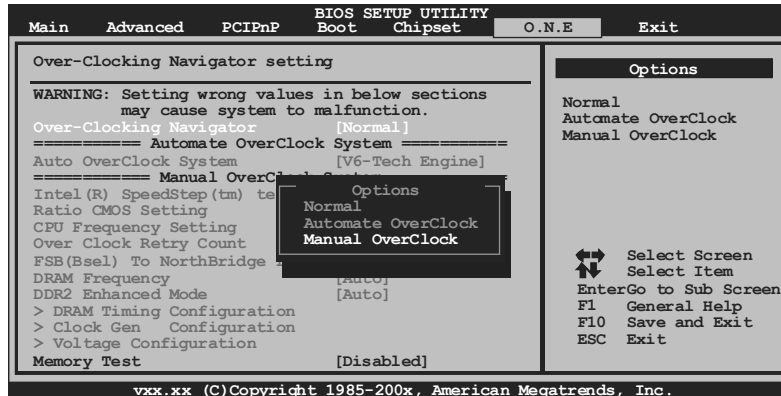 BIOS SETUP UTILITY
Main Advanced PCIPnP Boot Chipset O.N.E Exit
Over-Clocking Navigator setting
WARNING: Setting wrong values in below sections
may cause system to malfunction.
Over-Clocking Navigator [Normal]
=========== Automate OverClock System ===========
Auto OverClock System [V6-Tech Engine]
============ Manual OverCl
Intel(R) SpeedStep(tm) te
Ratio CMOS Setting
CPU Frequency Setting
Over Clock Retry Count
FSB(Bsel) To NorthBridge
DRAM Frequency [Auto]
DDR2 Enhanced Mode [Auto]
> DRAM Timing Configuration
> Clock Gen Configuration
> Voltage Configuration
Memory Test [Disabled]
Options
Normal
Automate OverClock
Manual OverClock
Options
Normal
Automate OverClock
Manual OverClock
Select Screen
Select Item
EnterGo to Sub Screen
F1 General Help
F10 Save and Exit
ESC Exit
vxx.xx (C)Copyright 1985-200x, American Megatrends, Inc.